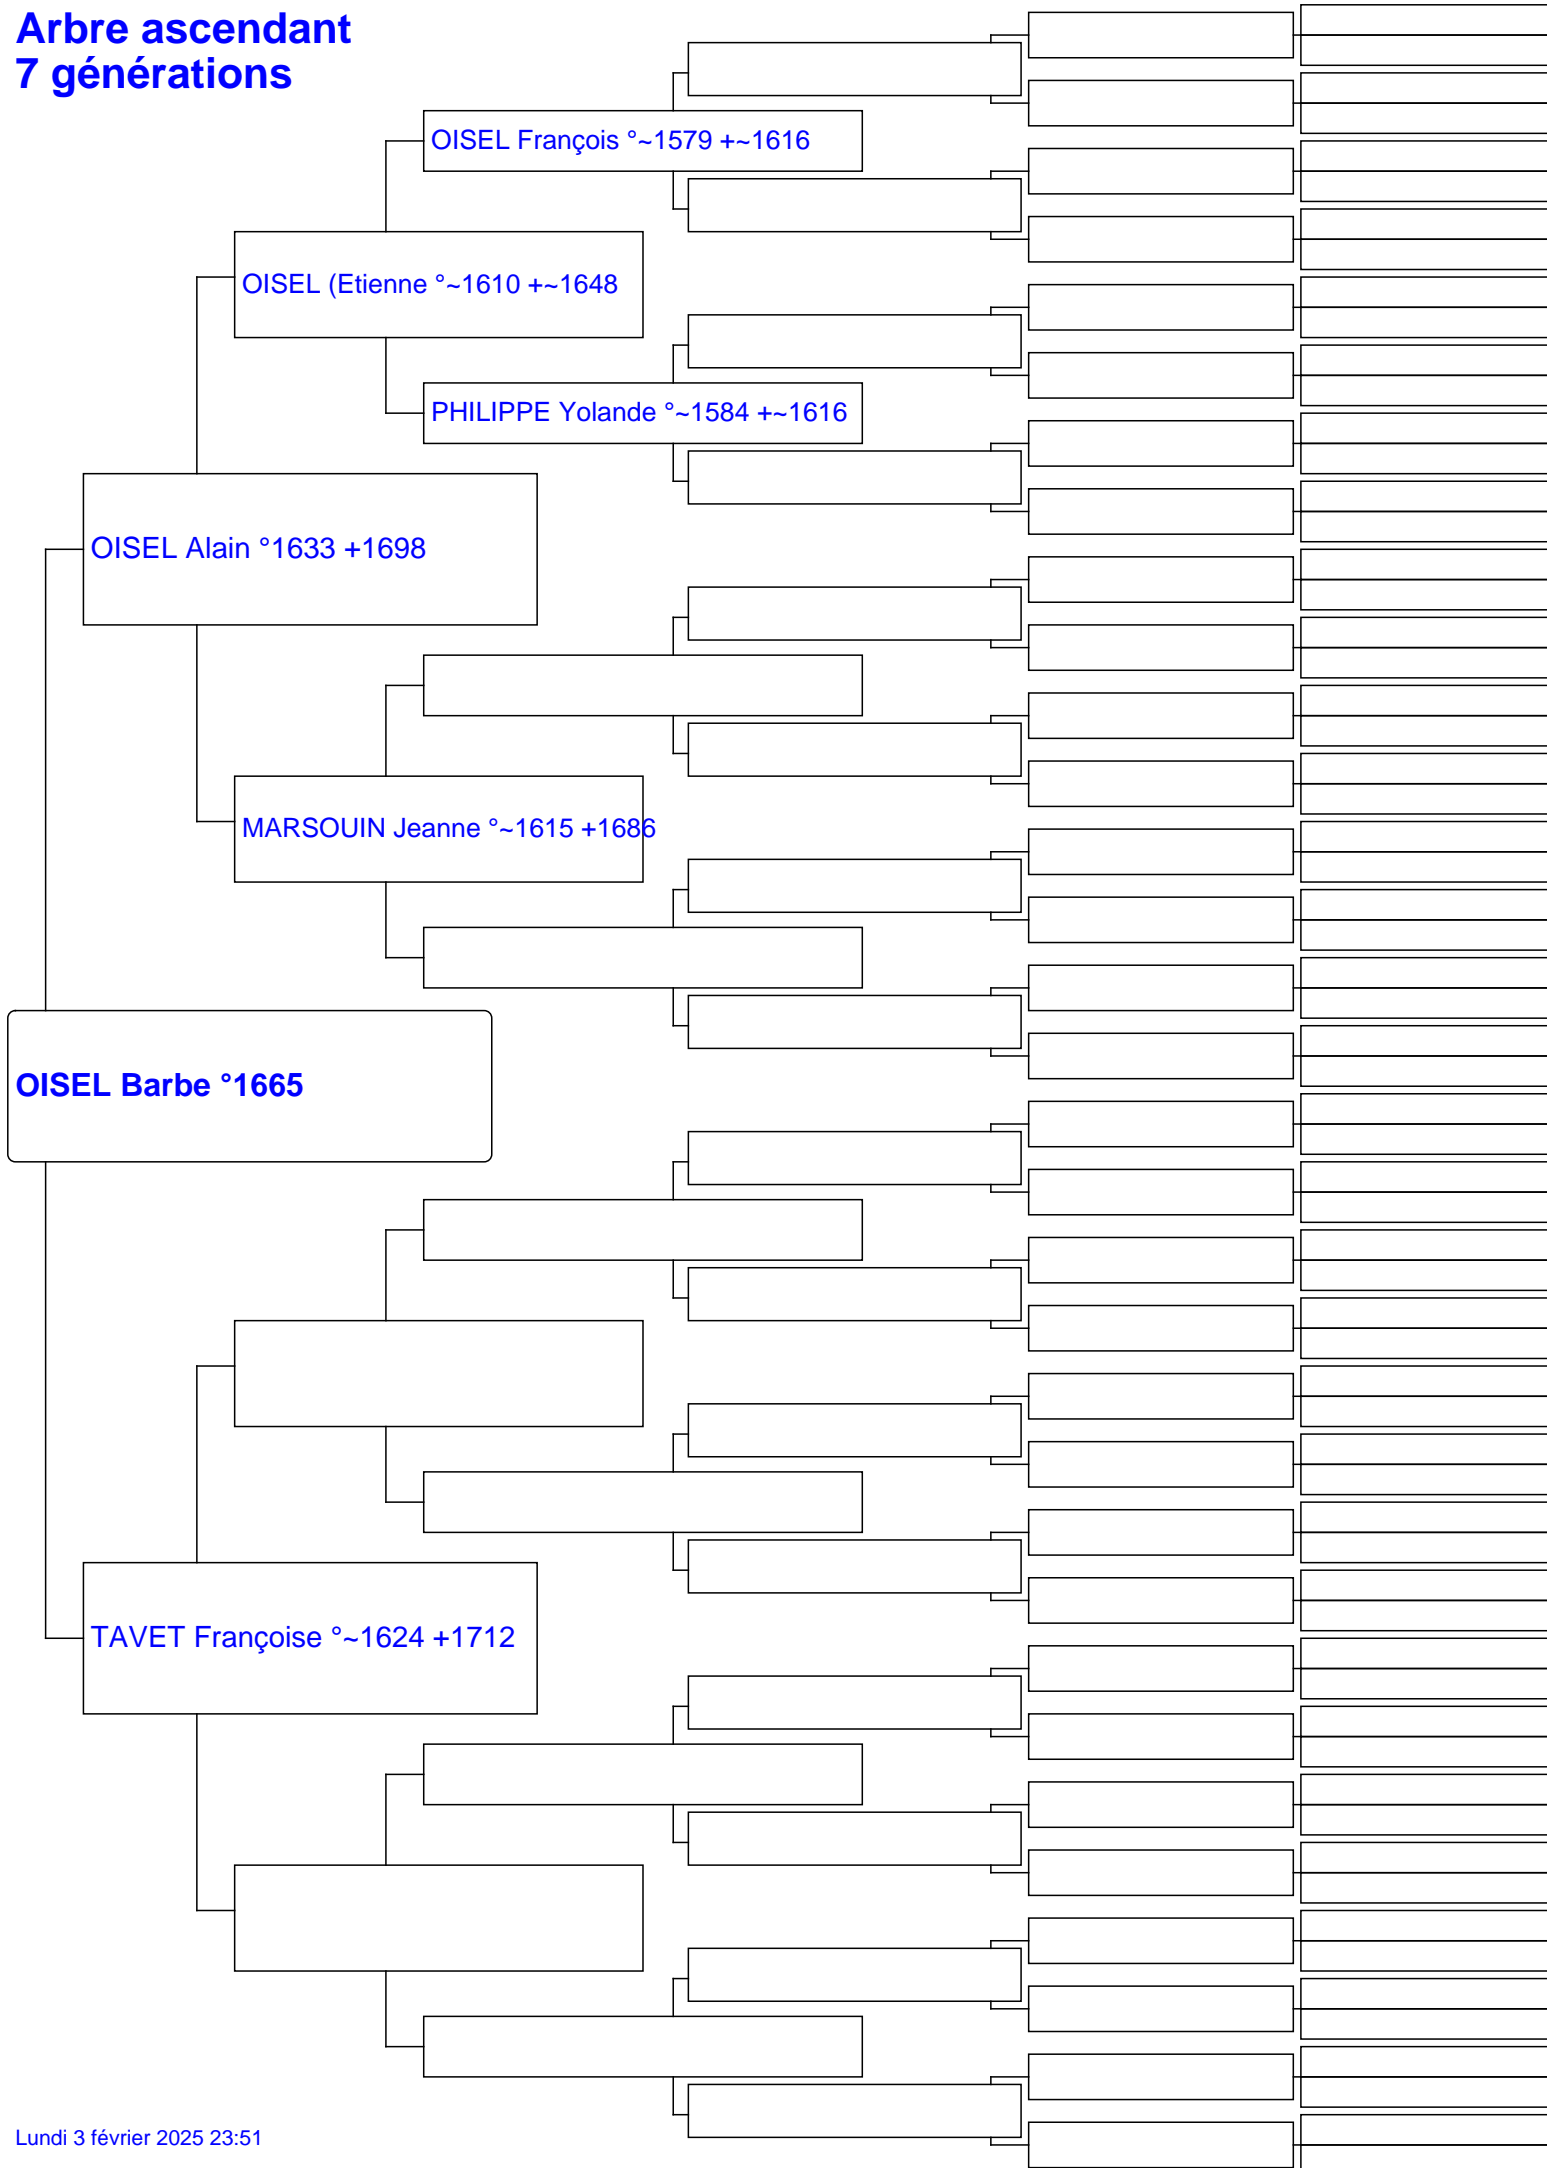 Arbre ascendant
7 générations
OISEL François °~1579 +~1616
OISEL (Etienne °~1610 +~1648
PHILIPPE Yolande °~1584 +~1616
OISEL Alain °1633 +1698
MARSOUIN Jeanne °~1615 +1686
OISEL Barbe °1665
TAVET Françoise °~1624 +1712
Lundi 3 février 2025 23:51